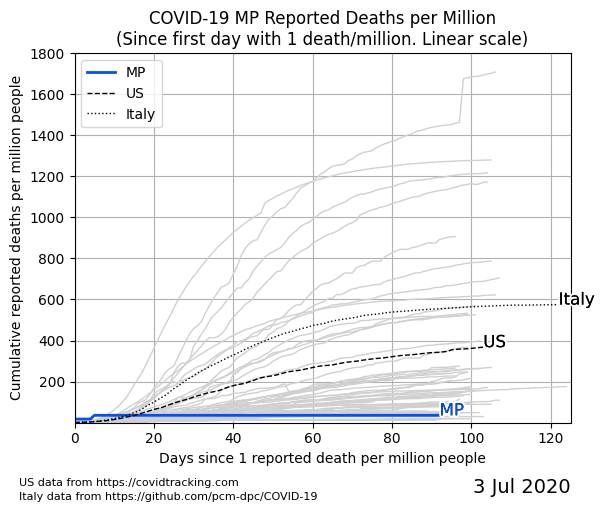 COVID-19 MP Reported Deaths per Million
(Since first day with 1 death/million. Linear scale)
Cumulative reported deaths per million people
1800
1600
1400
1200
1000
800
600
400
200
MP
US
Italy
Italy
US
MP
0 20 40 60 80 100 120
Days since 1 reported death per million people
US data from https://covidtracking.com
Italy data from https://github.com/pcm-dpc/COVID-19
3 Jul 2020